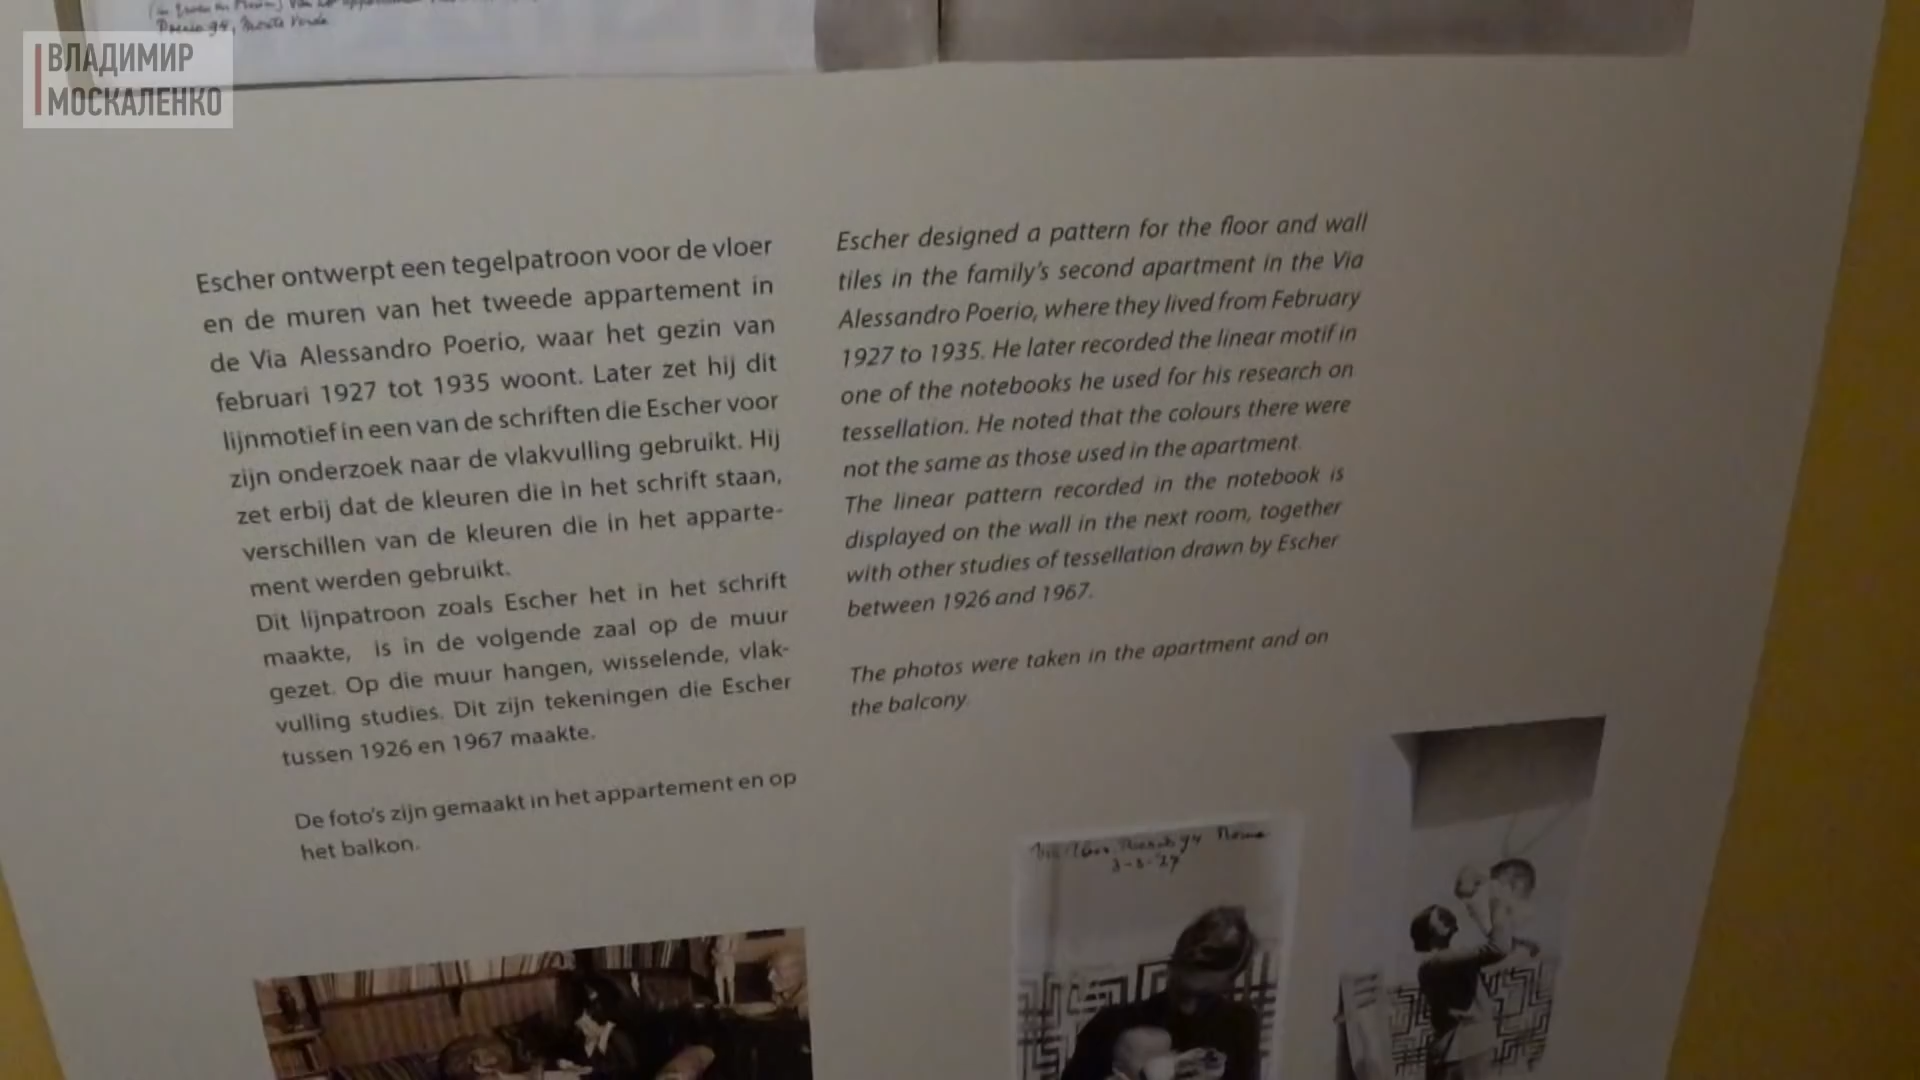 Poerio 94, Monte Verde
ВЛАДИМИР
МОСКАЛЕНКО
Escher ontwerpt een tegelpatroon voor de vloer
en de muren van het tweede appartement in
de Via Alessandro Poerio, waar het gezin van
februari 1927 tot 1935 woont. Later zet hij dit
lijnmotief in een van de schriften die Escher voor
zijn onderzoek naar de vlakvulling gebruikt. Hij
zet erbij dat de kleuren die in het schrift staan,
verschillen van de kleuren die in het apparte-
ment werden gebruikt.
Dit lijnpatroon zoals Escher het in het schrift
maakte, is in de volgende zaal op de muur
gezet. Op die muur hangen, wisselende, vlak-
vulling studies. Dit zijn tekeningen die Escher
tussen 1926 en 1967 maakte.
De foto's zijn gemaakt in het appartement en op
het balkon.
Escher designed a pattern for the floor and wall
tiles in the family's second apartment in the Via
Alessandro Poerio, where they lived from February
1927 to 1935. He later recorded the linear motif in
one of the notebooks he used for his research on
tessellation. He noted that the colours there were
not the same as those used in the apartment.
The linear pattern recorded in the notebook is
displayed on the wall in the next room, together
with other studies of tessellation drawn by Escher
between 1926 and 1967.
The photos were taken in the apartment and on
the balcony.
94 Roma